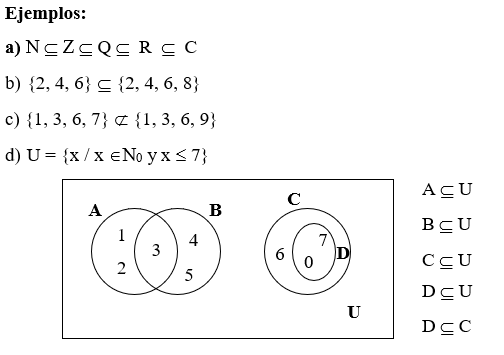 Ejemplos:
a) N ⊆ Z ⊆ Q ⊆ R ⊆ C
b) {2, 4, 6} ⊆ {2, 4, 6, 8}
c) {1, 3, 6, 7} ⊄ {1, 3, 6, 9}
d) U = {x / x ∈ N₀ y x ≤ 7}
A B C
1 2 3 4 5
6 7 0 D
U
A ⊆ U
B ⊆ U
C ⊆ U
D ⊆ U
D ⊆ C